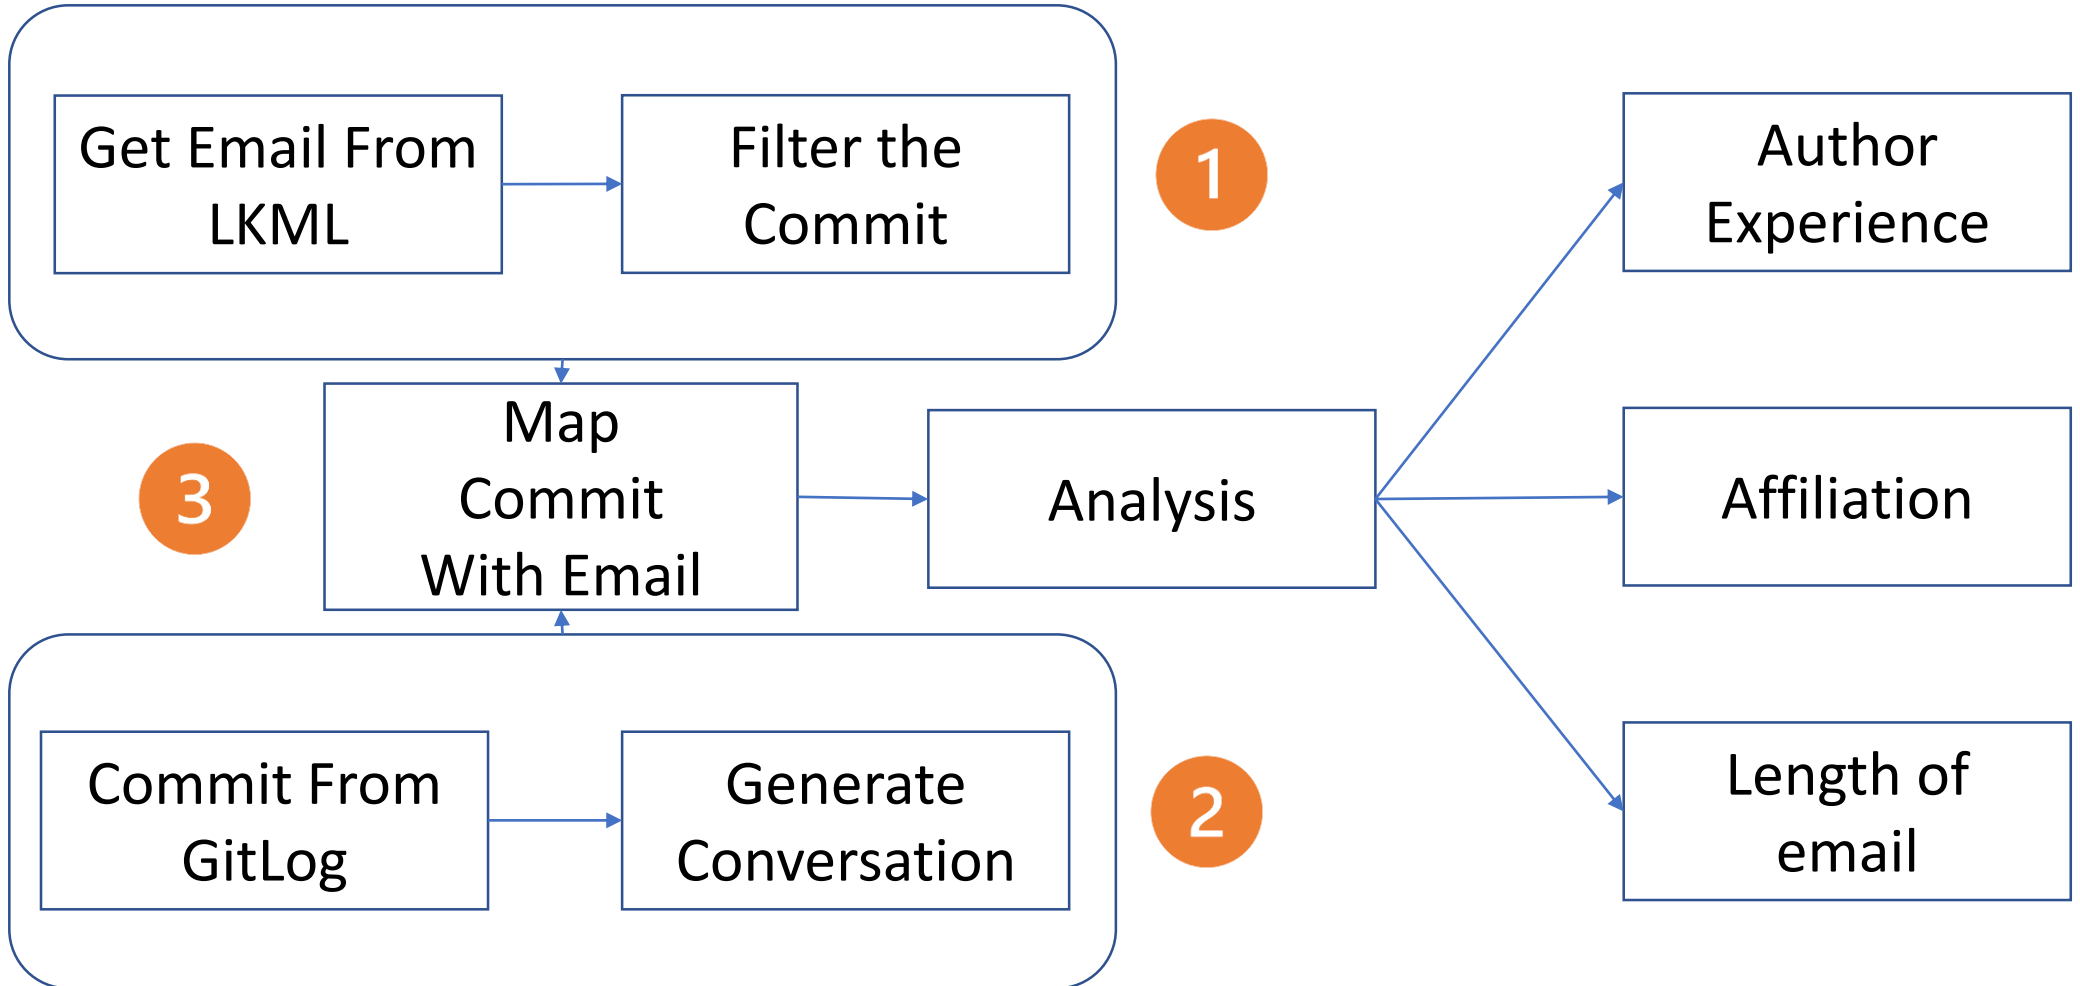 Get Email From
LKML
Filter the
Commit
1
Author
Experience
Map
Commit
With Email
3
Analysis
Affiliation
Commit From
GitLog
Generate
Conversation
2
Length of
email